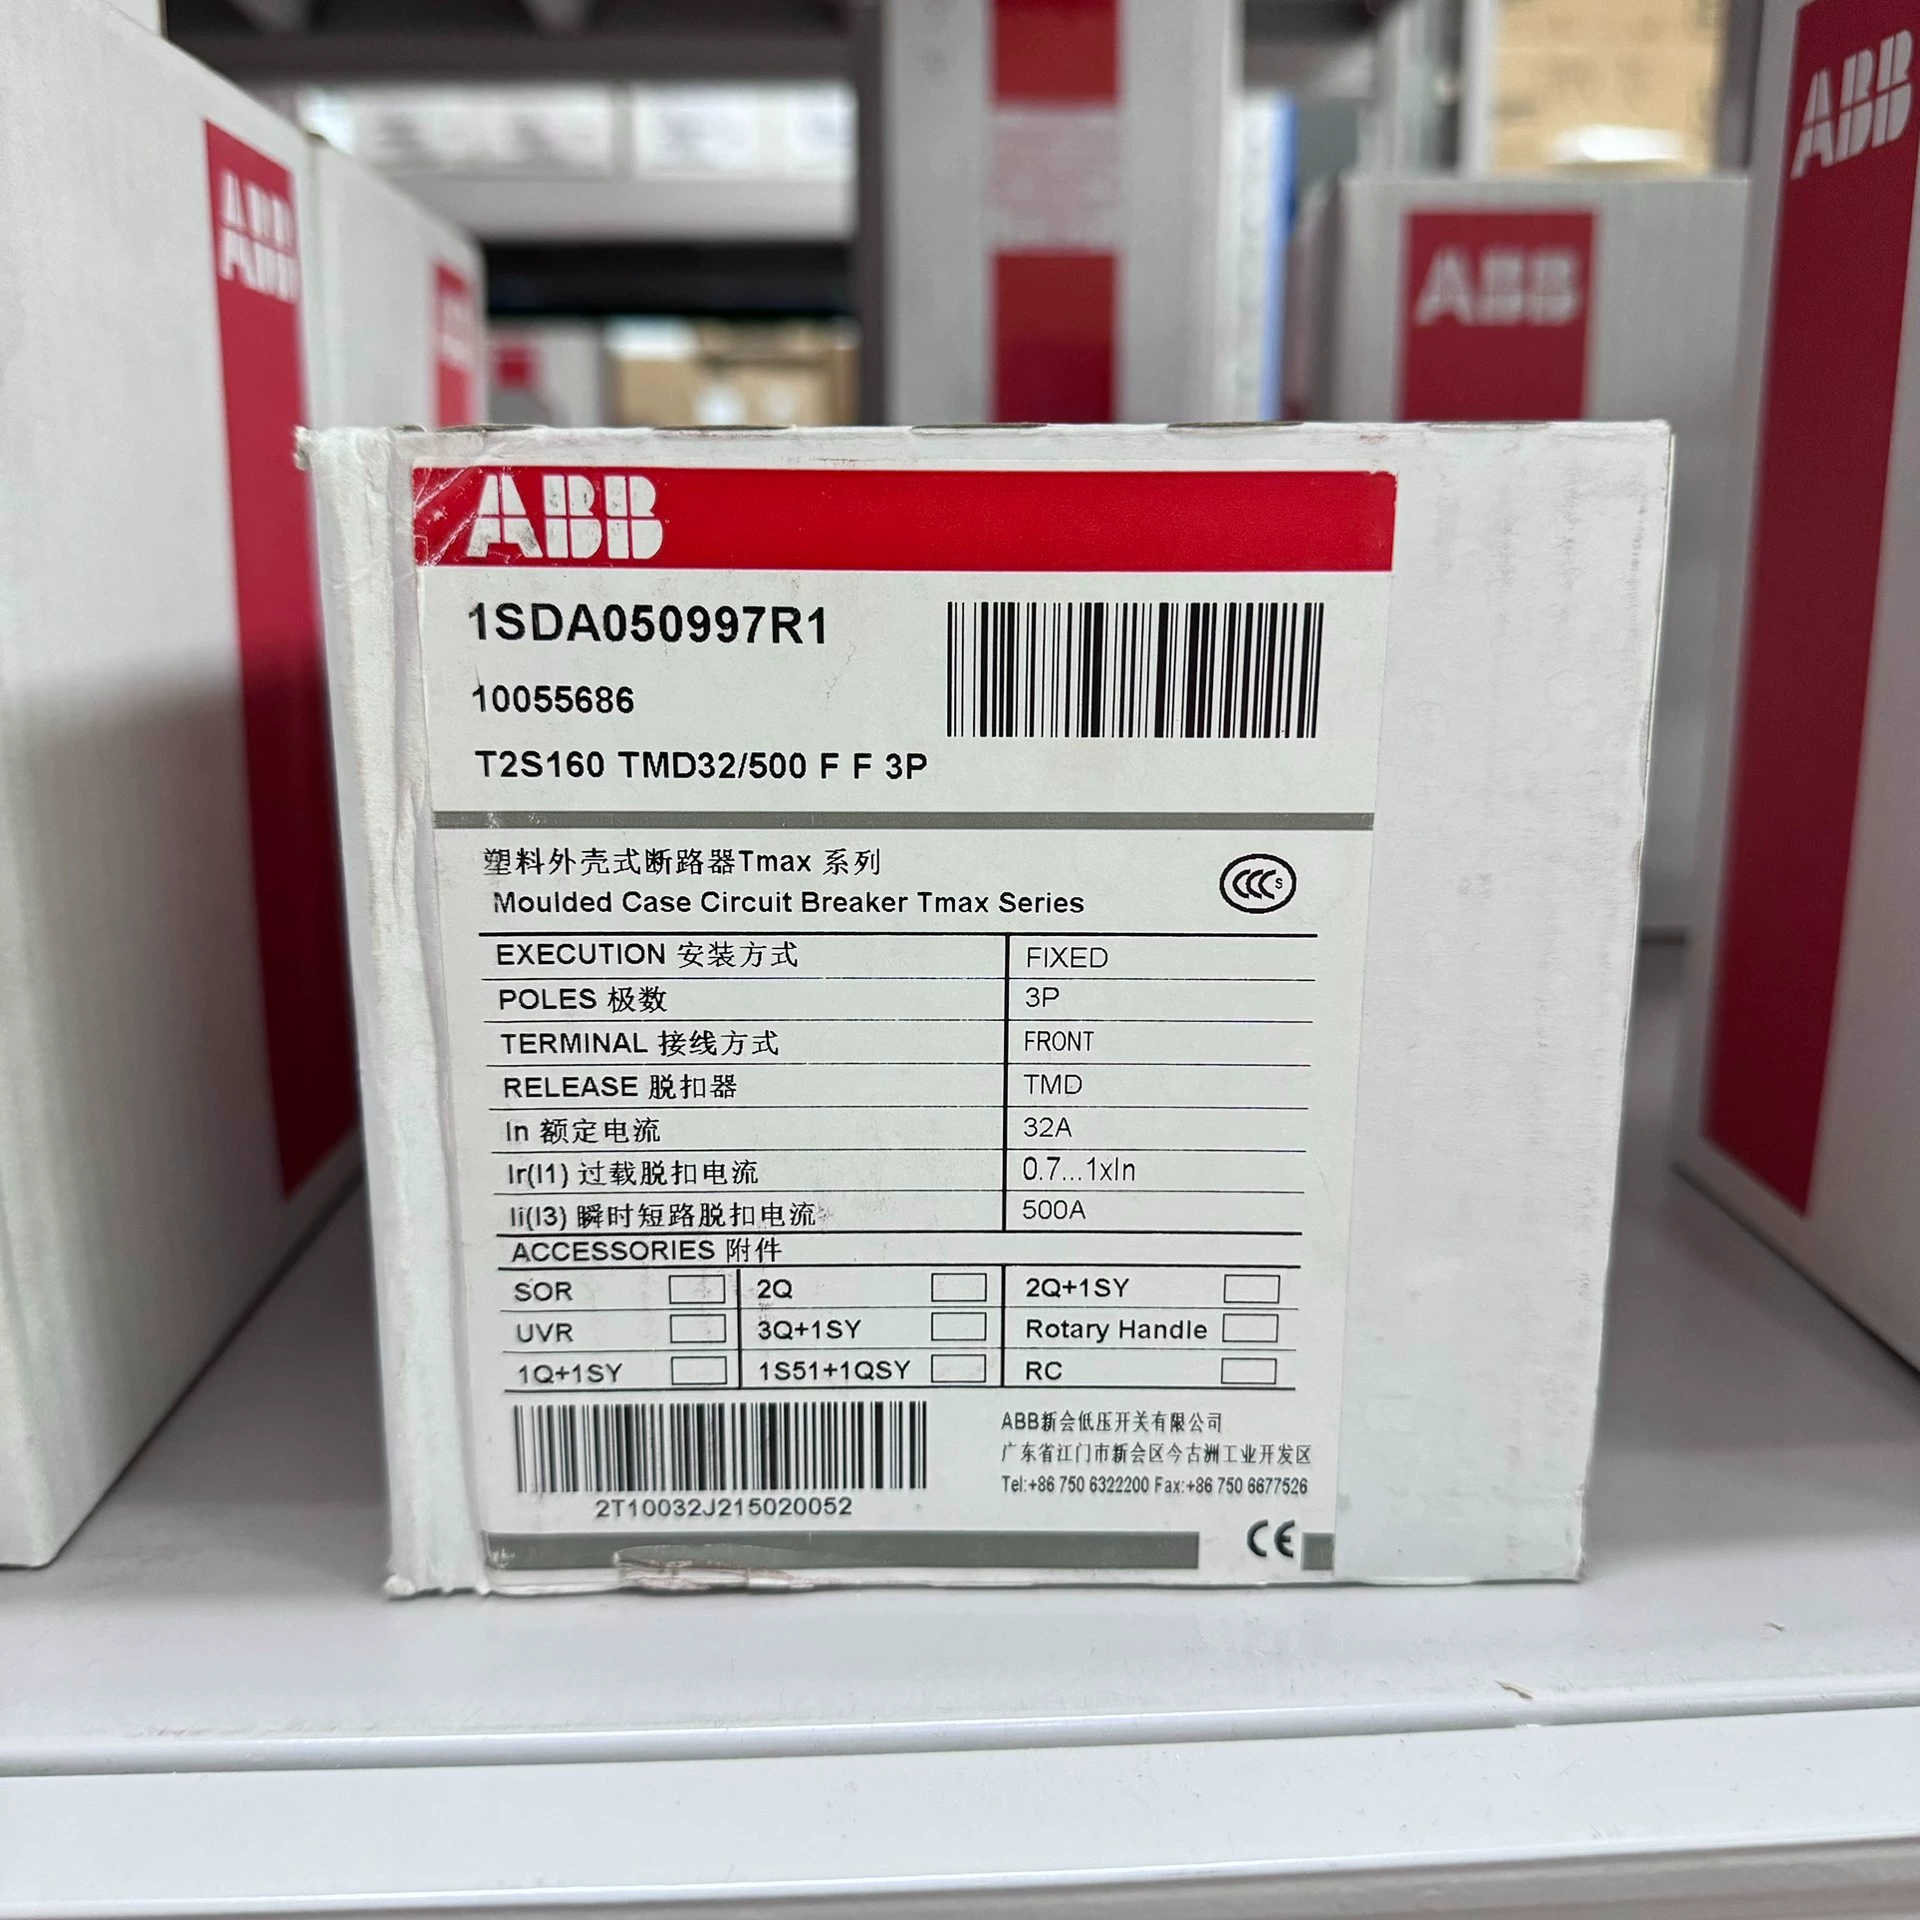 ABB
ABB
ABB
ABB
1SDA050997R1
10055686
T2S160 TMD32/500 F F 3P
塑料外壳式断路器Tmax 系列
CCC S
Moulded Case Circuit Breaker Tmax Series
EXECUTION 安装方式 FIXED
POLES 极数 3P
TERMINAL 接线方式 FRONT
RELEASE 脱扣器 TMD
In 额定电流 32A
Ir(I1) 过载脱扣电流 0.7...1xIn
Ii(I3) 瞬时短路脱扣电流 500A
ACCESSORIES 附件
SOR 2Q 2Q+1SY
UVR 3Q+1SY Rotary Handle
1Q+1SY 1S51+1QSY RC
ABB新会低压开关有限公司
广东省江门市新会区今古洲工业开发区
Tel:+86 750 6322200 Fax:+86 750 6677526
2T10032J215020052
CE